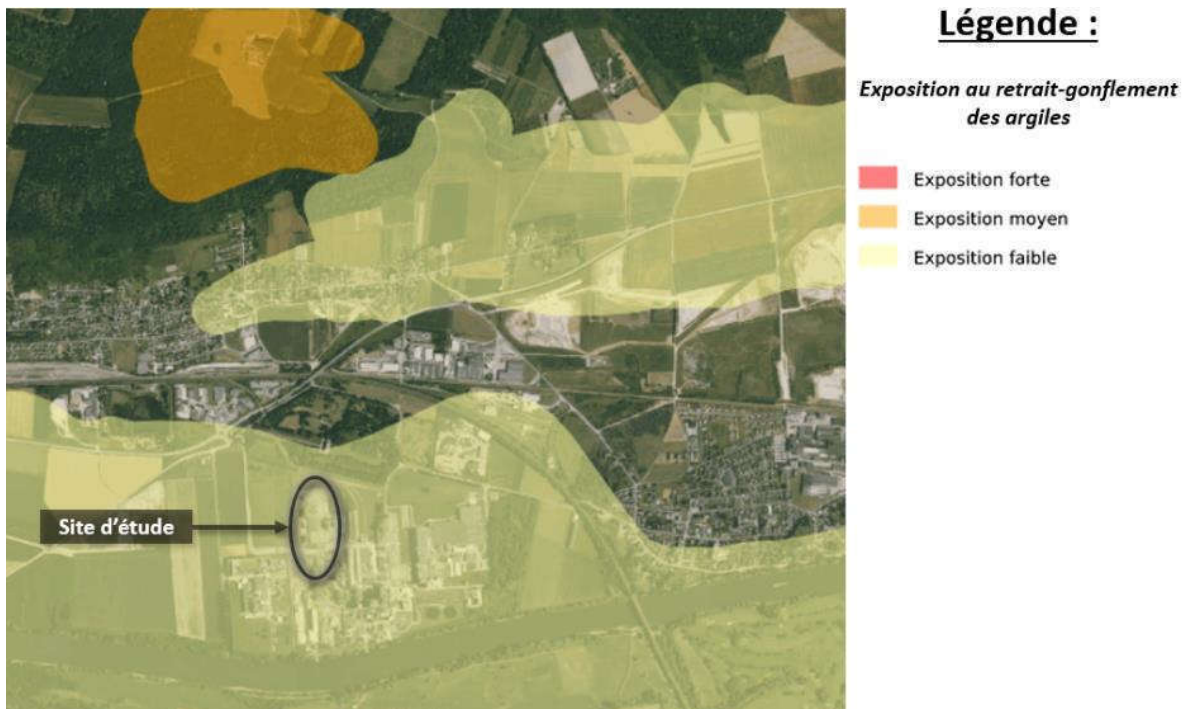 Légende :
Exposition au retrait-gonflement
des argiles
Exposition forte
Exposition moyen
Exposition faible
Site d'étude